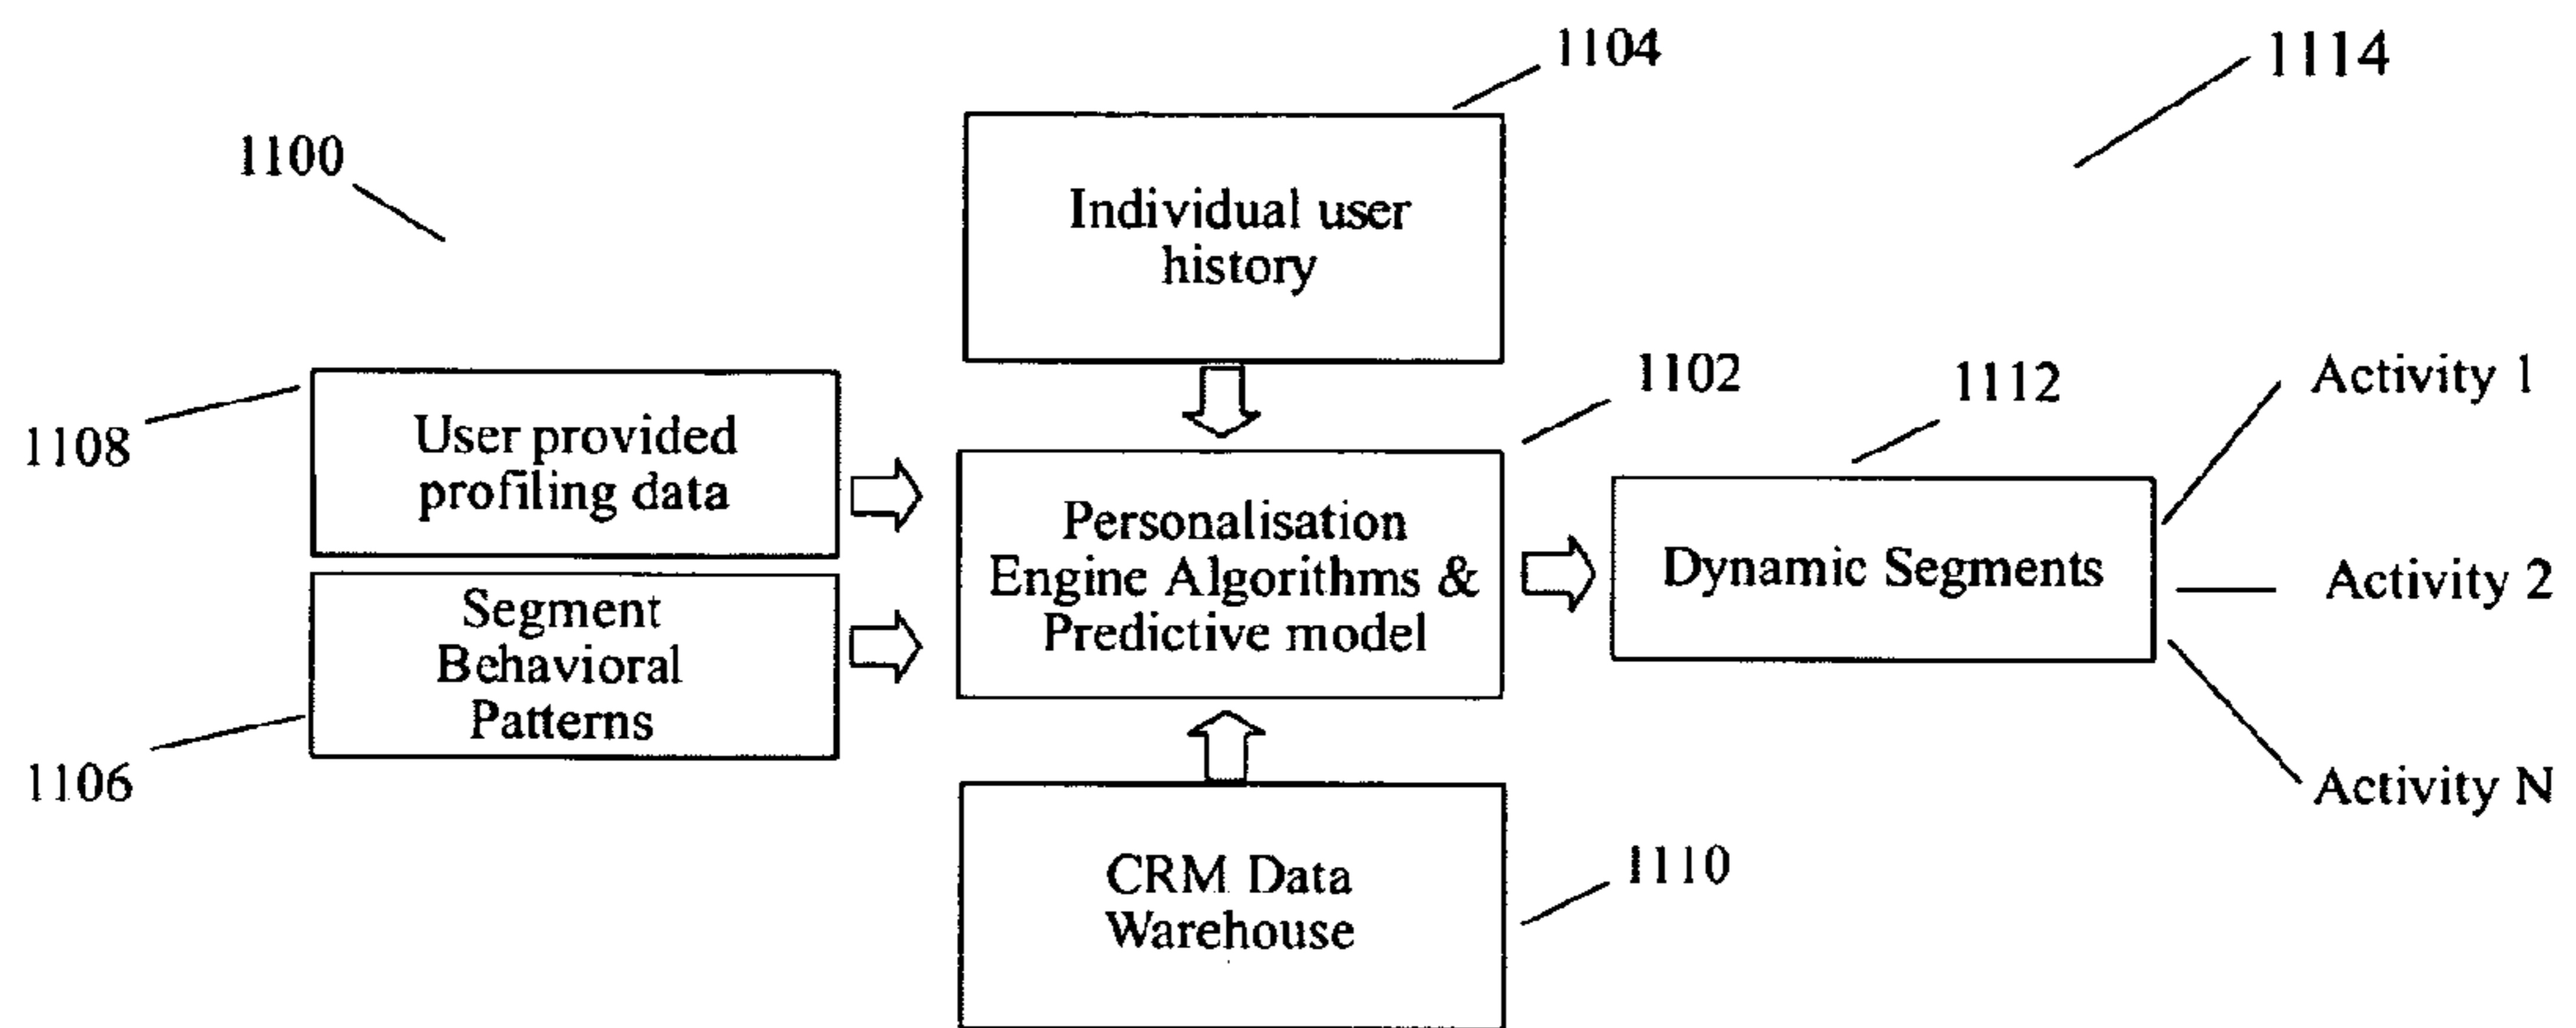 1104
1114
1100
Individual user
history
1102
1112
Activity 1
1108
User provided
profiling data
Personalisation
Engine Algorithms &
Predictive model
Dynamic Segments
Activity 2
Segment
Behavioral
Patterns
1106
Activity N
CRM Data
Warehouse
1110